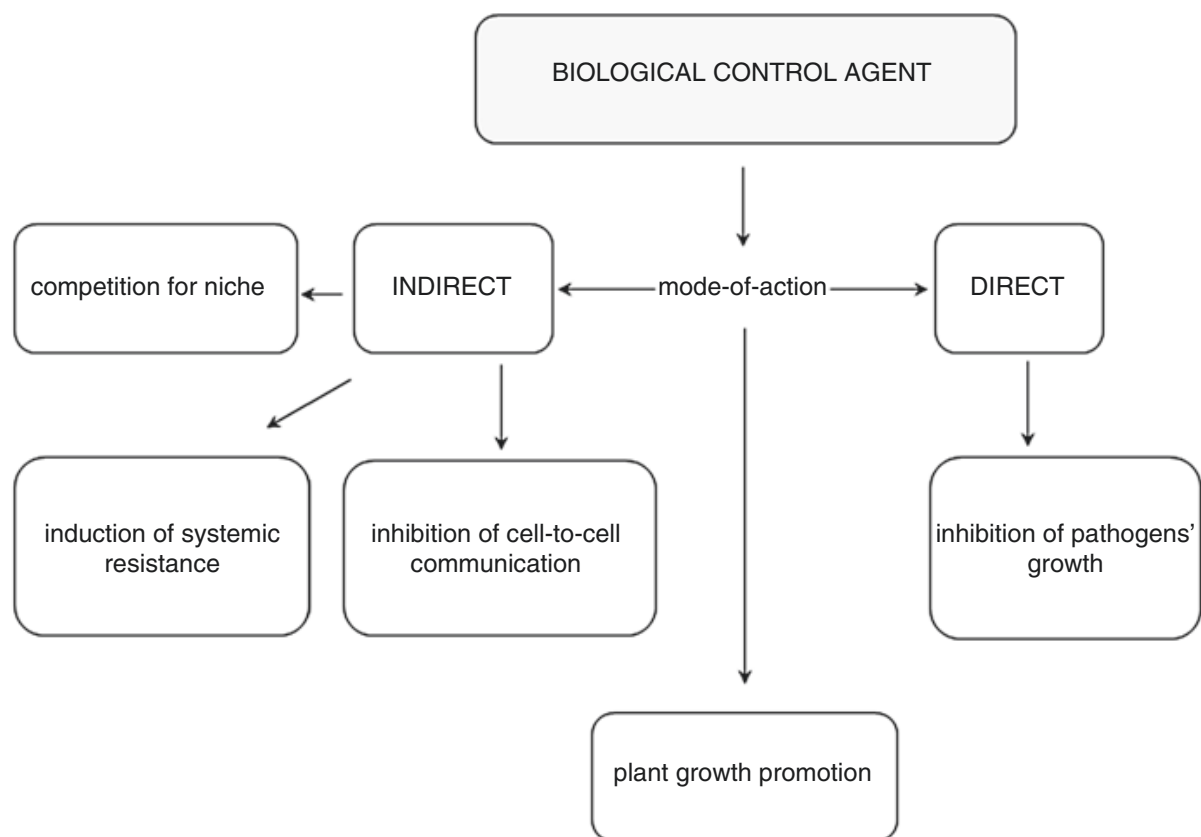 BIOLOGICAL CONTROL AGENT
competition for niche
INDIRECT
mode-of-action
DIRECT
induction of systemic
resistance
inhibition of cell-to-cell
communication
inhibition of pathogens’
growth
plant growth promotion